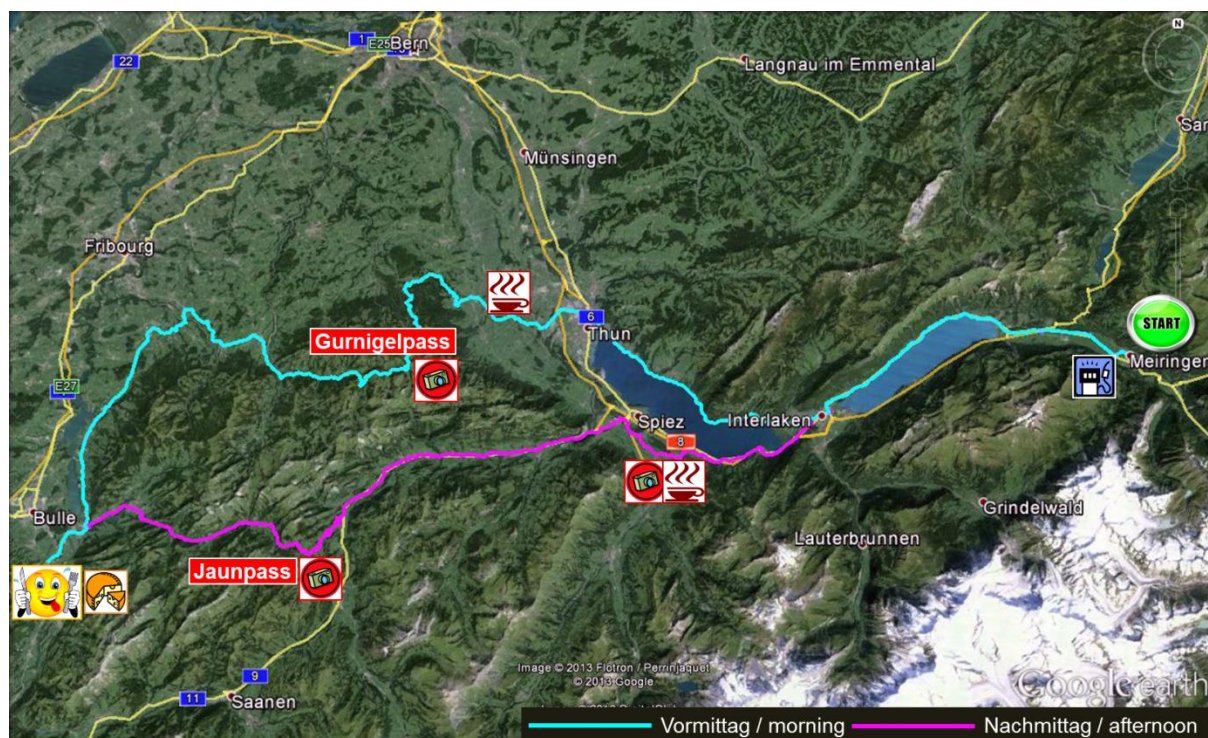 N
1
E25
Bern
22
Langnau im Emmental
Sar
Münsingen
Fribourg
6
START
Thun
Gurnigelpass
Meiringen
E27
Spiez
Interlaken
8
Bulle
Grindelwald
Lauterbrunnen
Jaunpass
Image © 2013 Flotron / Perrinjaquet
© 2013 Google
9
11
Saanen
Google earth
Vormittag / morning
Nachmittag / afternoon